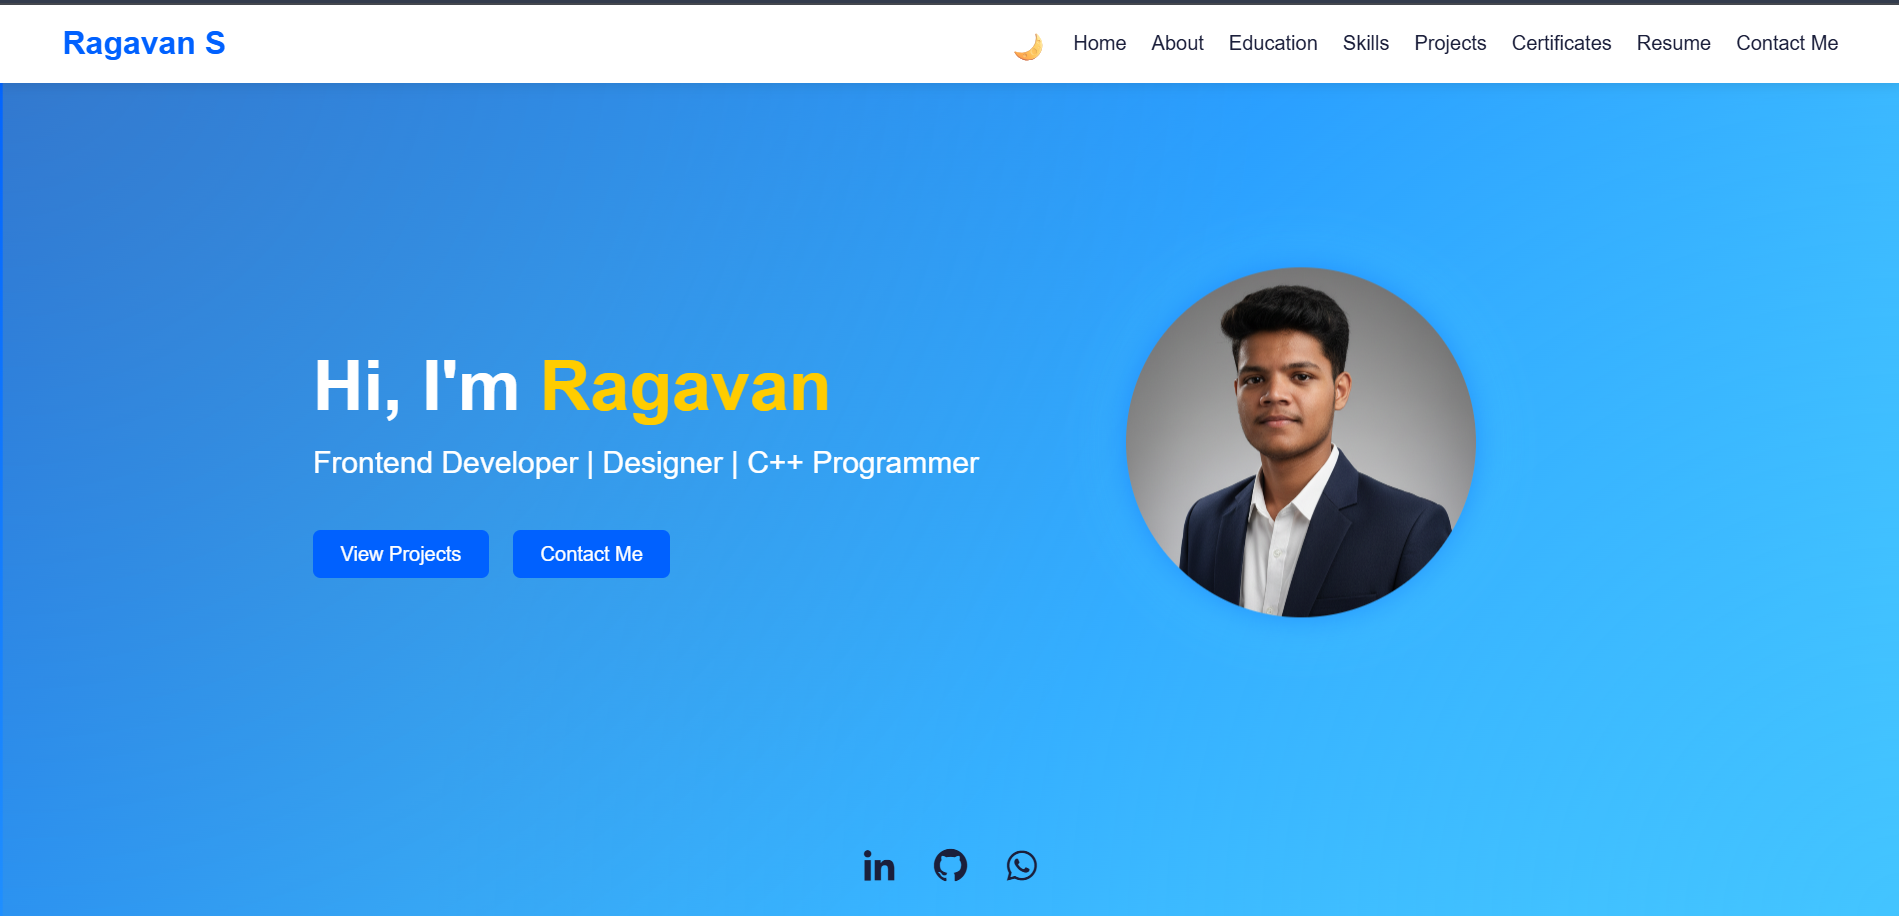 Ragavan S
Home About Education Skills Projects Certificates Resume Contact Me
Hi, I'm Ragavan
Frontend Developer | Designer | C++ Programmer
View Projects Contact Me
in